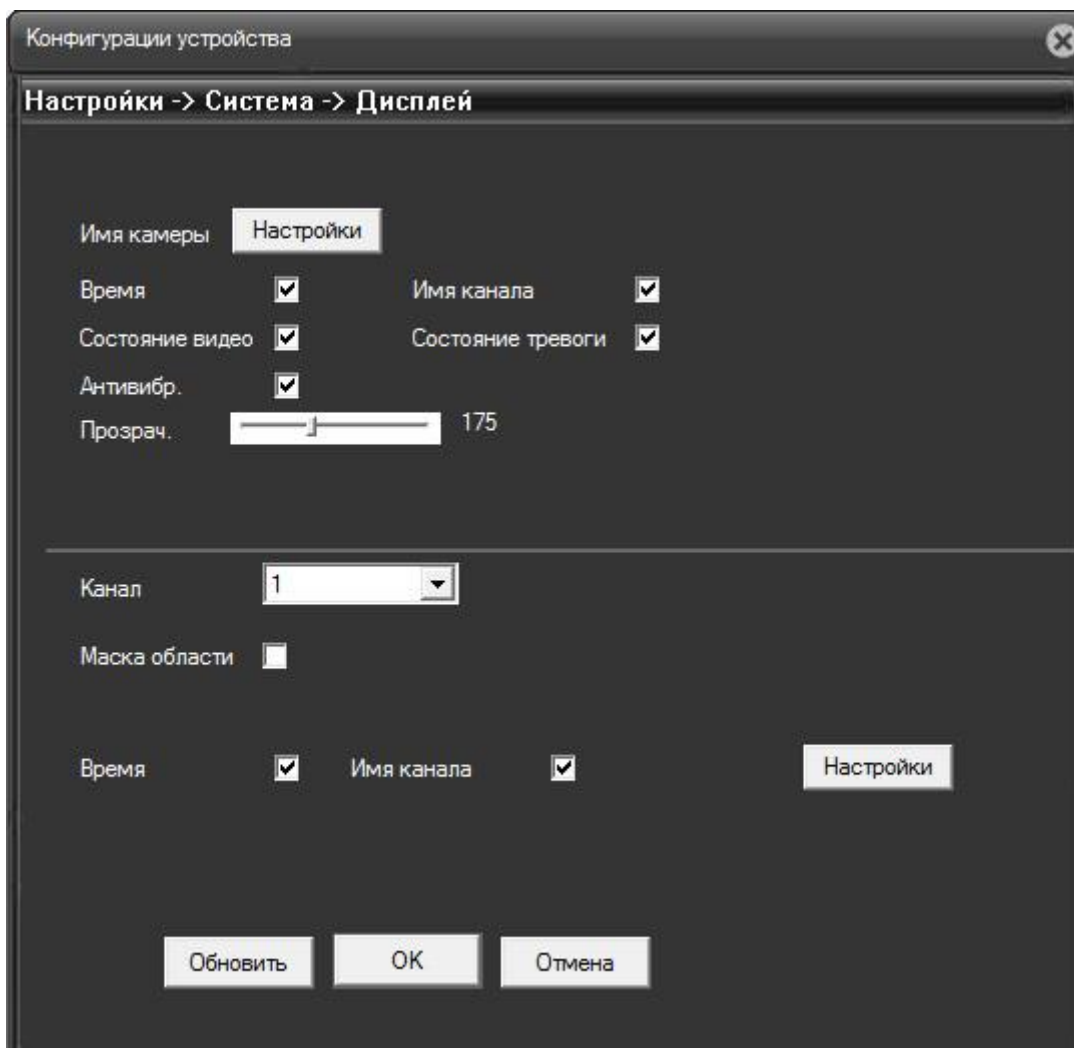 Конфигурации устройства
Настройки -> Система -> Дисплей
Имя камеры Настройки
Время Имя канала
Состояние видео Состояние тревоги
Антивибр.
Прозрач. 175
Канал 1
Маска области
Время Имя канала Настройки
Обновить OK Отмена